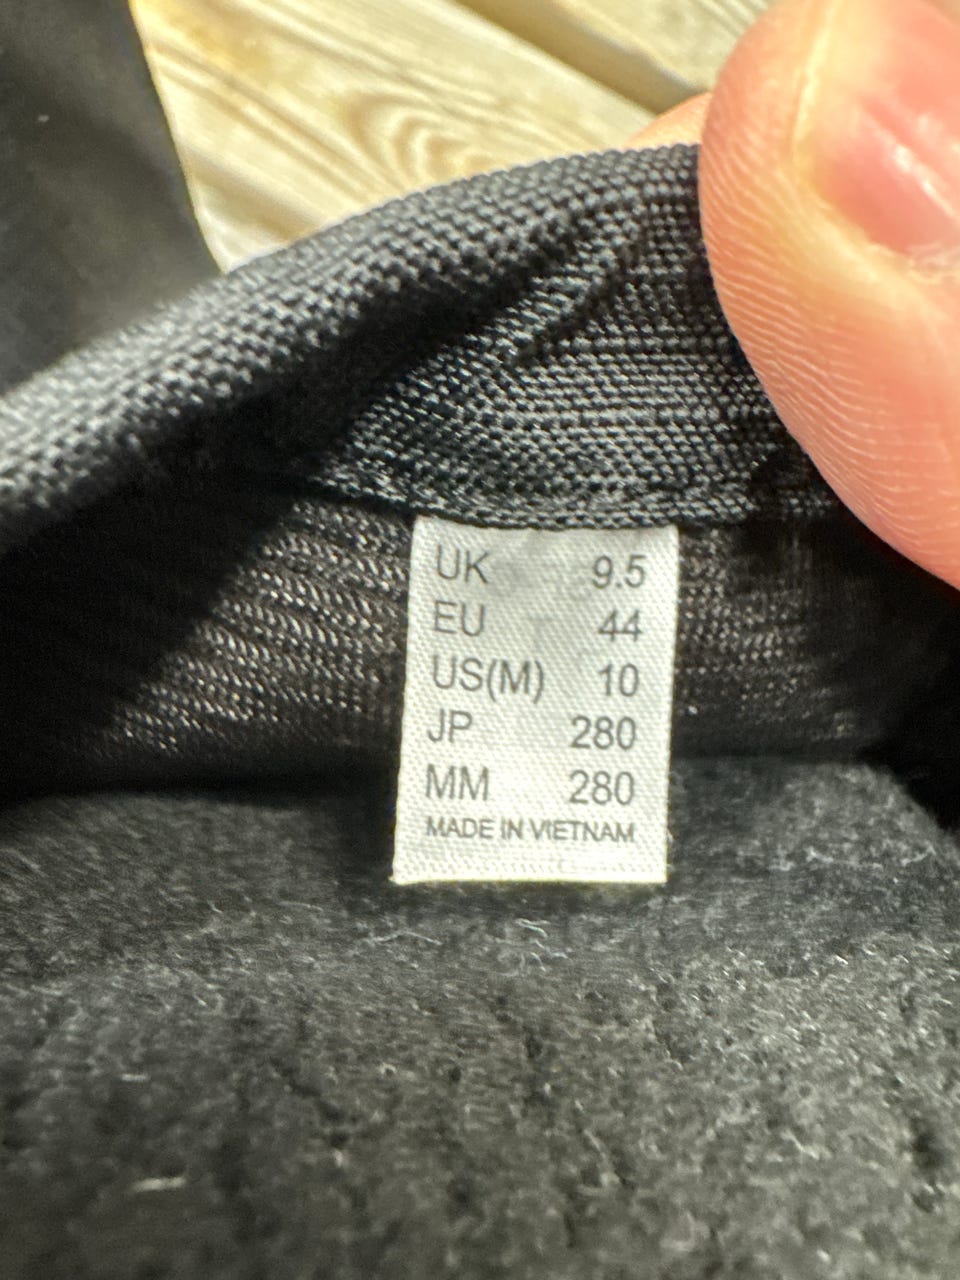 UK 9.5
EU 44
US(M) 10
JP 280
MM 280
MADE IN VIETNAM